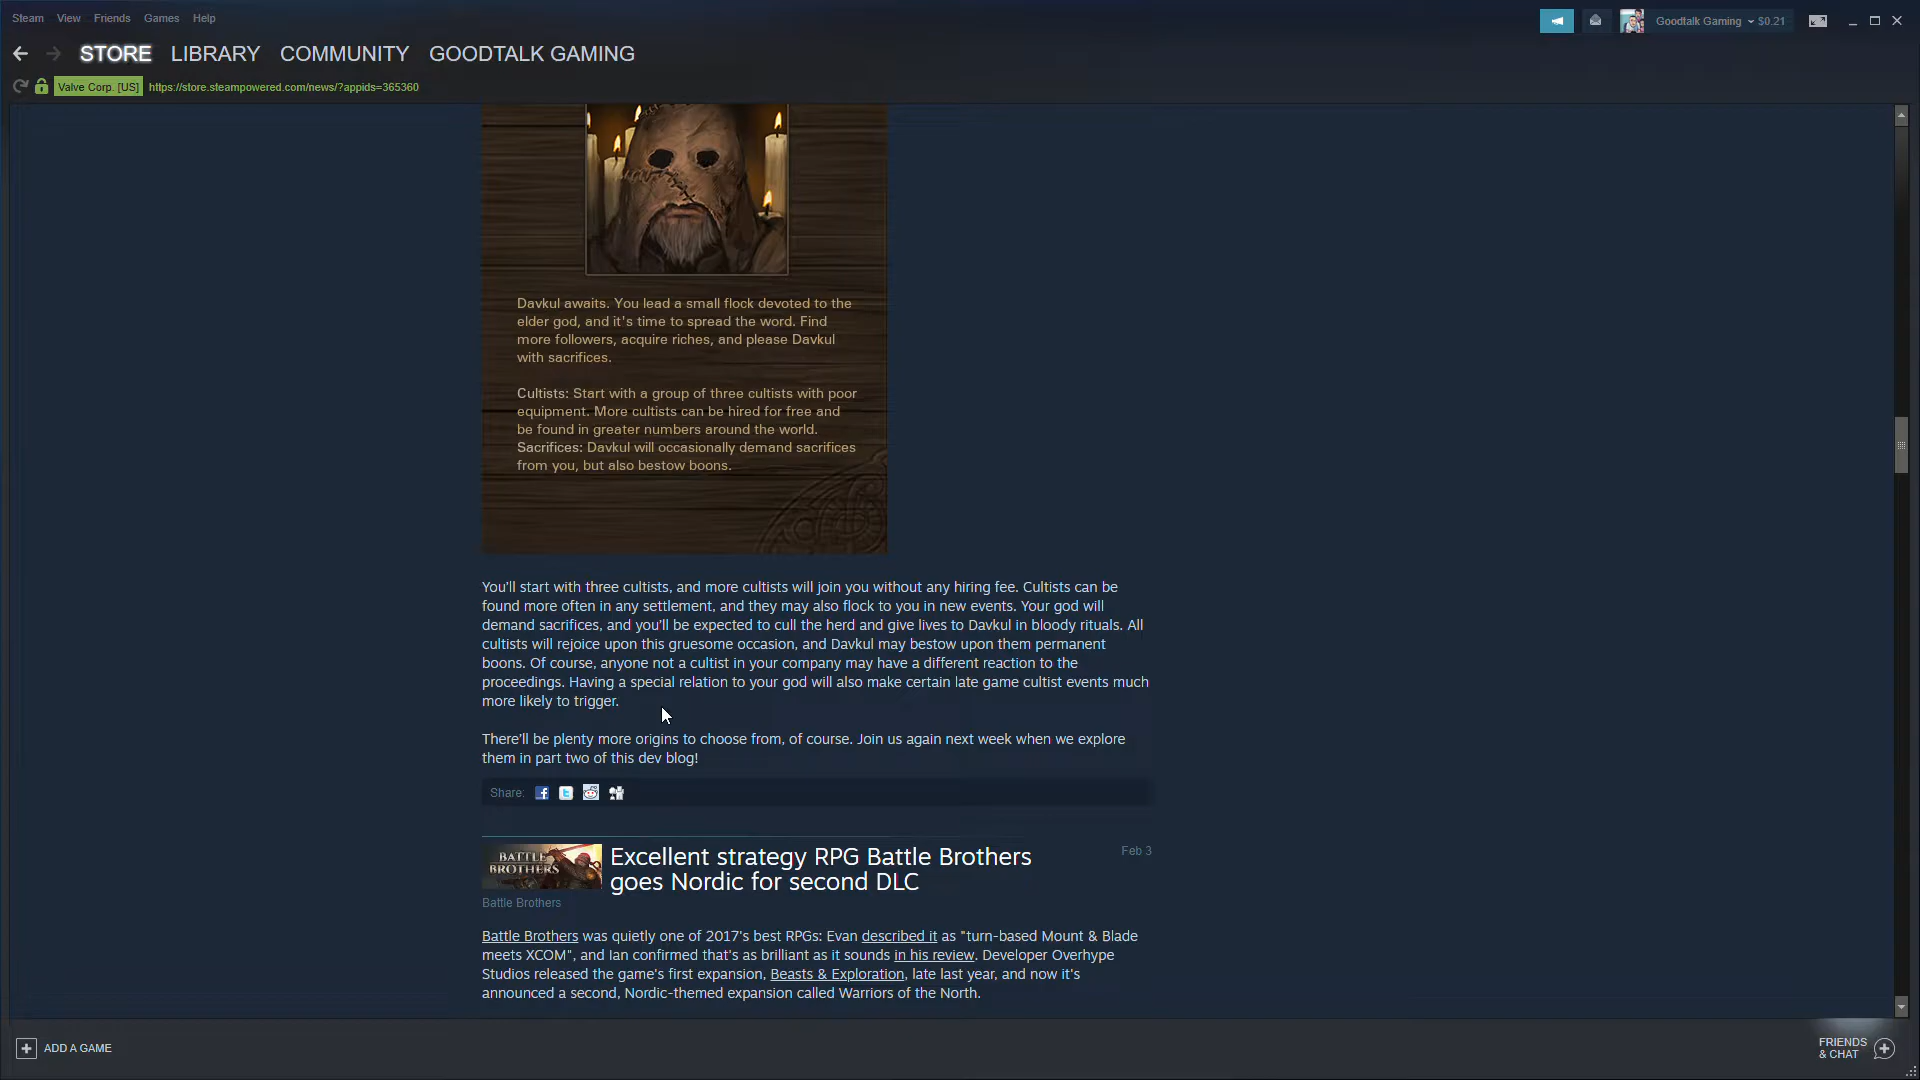 Steam View Friends Games Help
Goodtalk Gaming $0.21
STORE LIBRARY COMMUNITY GOODTALK GAMING
Valve Corp. [US] https://store.steampowered.com/news/?appids=365360
Davkul awaits. You lead a small flock devoted to the
elder god, and it's time to spread the word. Find
more followers, acquire riches, and please Davkul
with sacrifices.
Cultists: Start with a group of three cultists with poor
equipment. More cultists can be hired for free and
be found in greater numbers around the world.
Sacrifices: Davkul will occasionally demand sacrifices
from you, but also bestow boons.
You'll start with three cultists, and more cultists will join you without any hiring fee. Cultists can be
found more often in any settlement, and they may also flock to you in new events. Your god will
demand sacrifices, and you'll be expected to cull the herd and give lives to Davkul in bloody rituals. All
cultists will rejoice upon this gruesome occasion, and Davkul may bestow upon them permanent
boons. Of course, anyone not a cultist in your company may have a different reaction to the
proceedings. Having a special relation to your god will also make certain late game cultist events much
more likely to trigger.
There'll be plenty more origins to choose from, of course. Join us again next week when we explore
them in part two of this dev blog!
Share:
BATTLE
BROTHERS
Excellent strategy RPG Battle Brothers
goes Nordic for second DLC
Feb 3
Battle Brothers
Battle Brothers was quietly one of 2017's best RPGs: Evan described it as "turn-based Mount & Blade
meets XCOM", and Ian confirmed that's as brilliant as it sounds in his review. Developer Overhype
Studios released the game's first expansion, Beasts & Exploration, late last year, and now it's
announced a second, Nordic-themed expansion called Warriors of the North.
ADD A GAME
FRIENDS
& CHAT